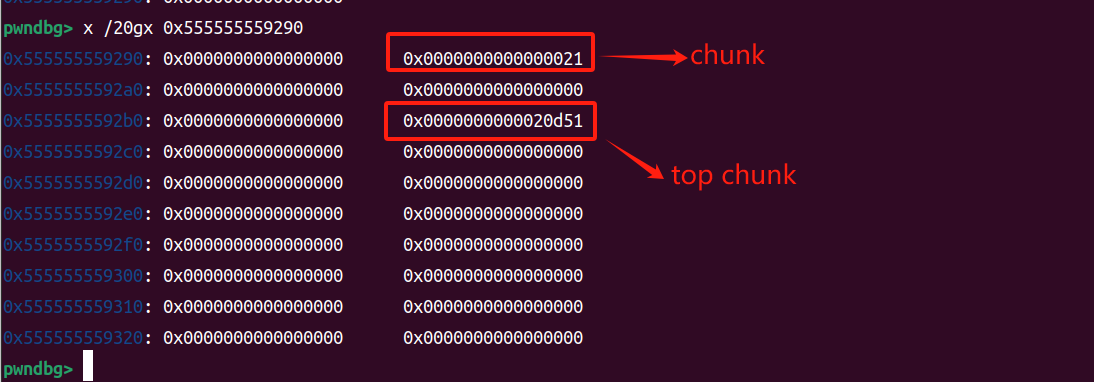 pwndbg> x /20gx 0x555555559290
0x555555559290: 0x0000000000000000 0x0000000000000021 chunk
0x5555555592a0: 0x0000000000000000 0x0000000000000000
0x5555555592b0: 0x0000000000000000 0x0000000000020d51
0x5555555592c0: 0x0000000000000000 0x0000000000000000
0x5555555592d0: 0x0000000000000000 0x0000000000000000 top chunk
0x5555555592e0: 0x0000000000000000 0x0000000000000000
0x5555555592f0: 0x0000000000000000 0x0000000000000000
0x555555559300: 0x0000000000000000 0x0000000000000000
0x555555559310: 0x0000000000000000 0x0000000000000000
0x555555559320: 0x0000000000000000 0x0000000000000000
pwndbg>